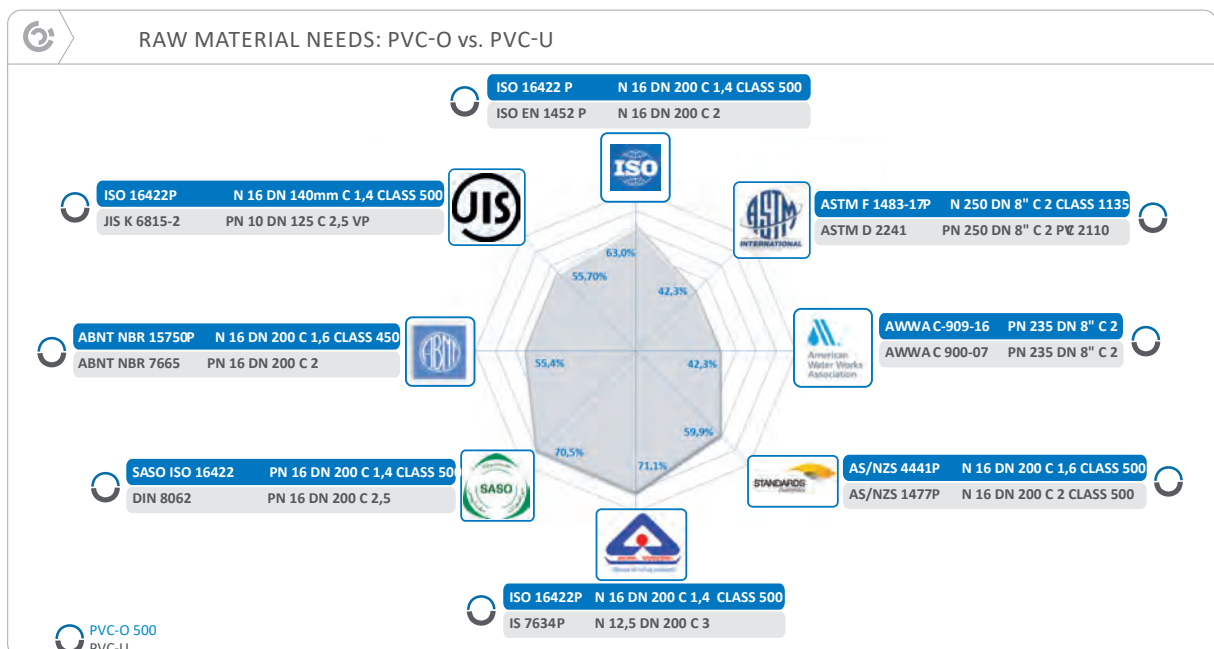 RAW MATERIAL NEEDS: PVC-O vs. PVC-U
ISO 16422 P N 16 DN 200 C 1,4 CLASS 500
ISO EN 1452 P N 16 DN 200 C 2
ISO
ISO 16422P N 16 DN 140mm C 1,4 CLASS 500
JIS K 6815-2 PN 10 DN 125 C 2,5 VP
JIS
ASTM
INTERNATIONAL
ASTM F 1483-17P N 250 DN 8" C 2 CLASS 1135
ASTM D 2241 PN 250 DN 8" C 2 PVC 2110
63,0%
55,70%
42,3%
ABNT NBR 15750P N 16 DN 200 C 1,6 CLASS 450
ABNT NBR 7665 PN 16 DN 200 C 2
ABNT
American
Water Works
Association
AWWA C-909-16 PN 235 DN 8" C 2
AWWA C 900-07 PN 235 DN 8" C 2
55,4%
42,3%
59,9%
70,5%
71,1%
SASO ISO 16422 PN 16 DN 200 C 1,4 CLASS 500
DIN 8062 PN 16 DN 200 C 2,5
SASO
STANDARDS
AS/NZS 4441P N 16 DN 200 C 1,6 CLASS 500
AS/NZS 1477P N 16 DN 200 C 2 CLASS 500
ISO 16422P N 16 DN 200 C 1,4 CLASS 500
IS 7634P N 12,5 DN 200 C 3
PVC-O 500
PVC-U